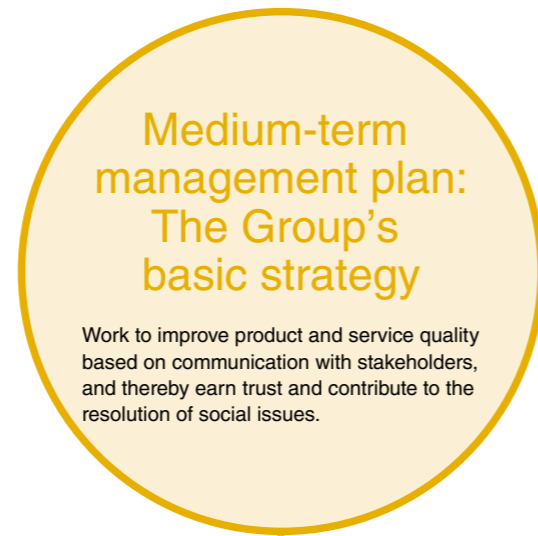 Medium-term
management plan:
The Group’s
basic strategy
Work to improve product and service quality
based on communication with stakeholders,
and thereby earn trust and contribute to the
resolution of social issues.